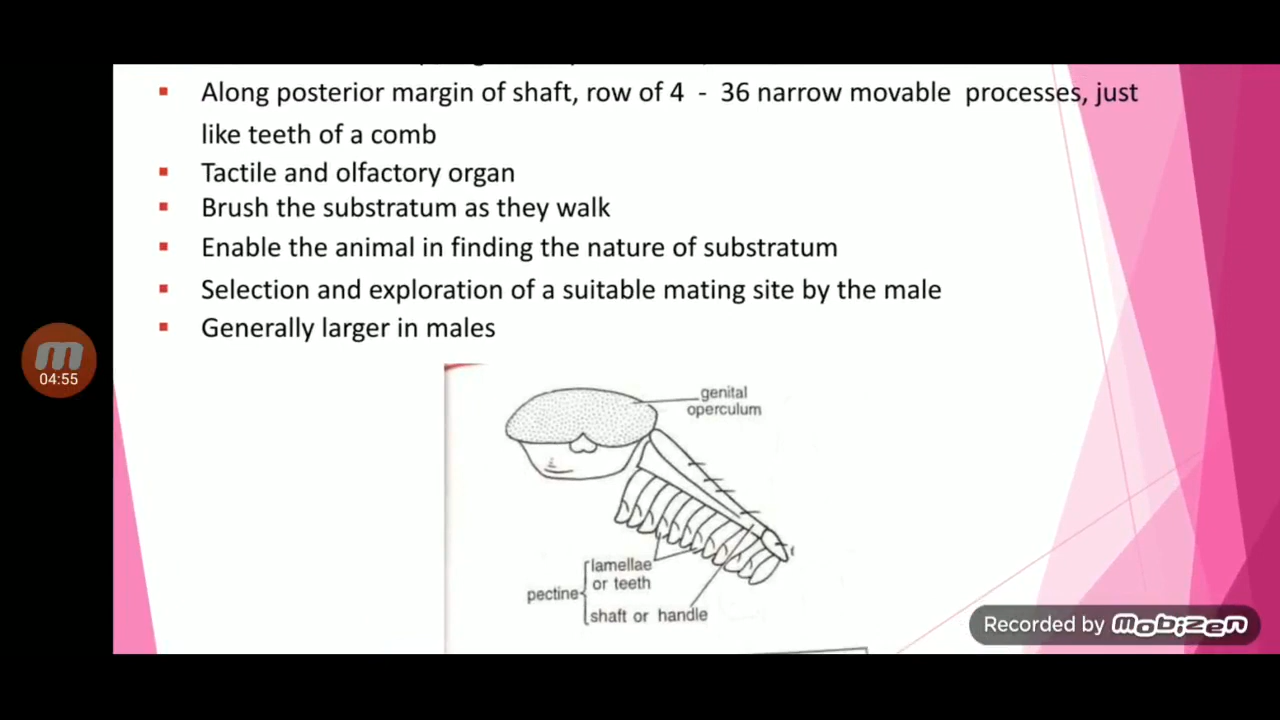 Along posterior margin of shaft, row of 4 - 36 narrow movable processes, just
like teeth of a comb
Tactile and olfactory organ
Brush the substratum as they walk
Enable the animal in finding the nature of substratum
Selection and exploration of a suitable mating site by the male
Generally larger in males
genital
operculum
lamellae
or teeth
pectine
shaft or handle
04:55
Recorded by mobizen